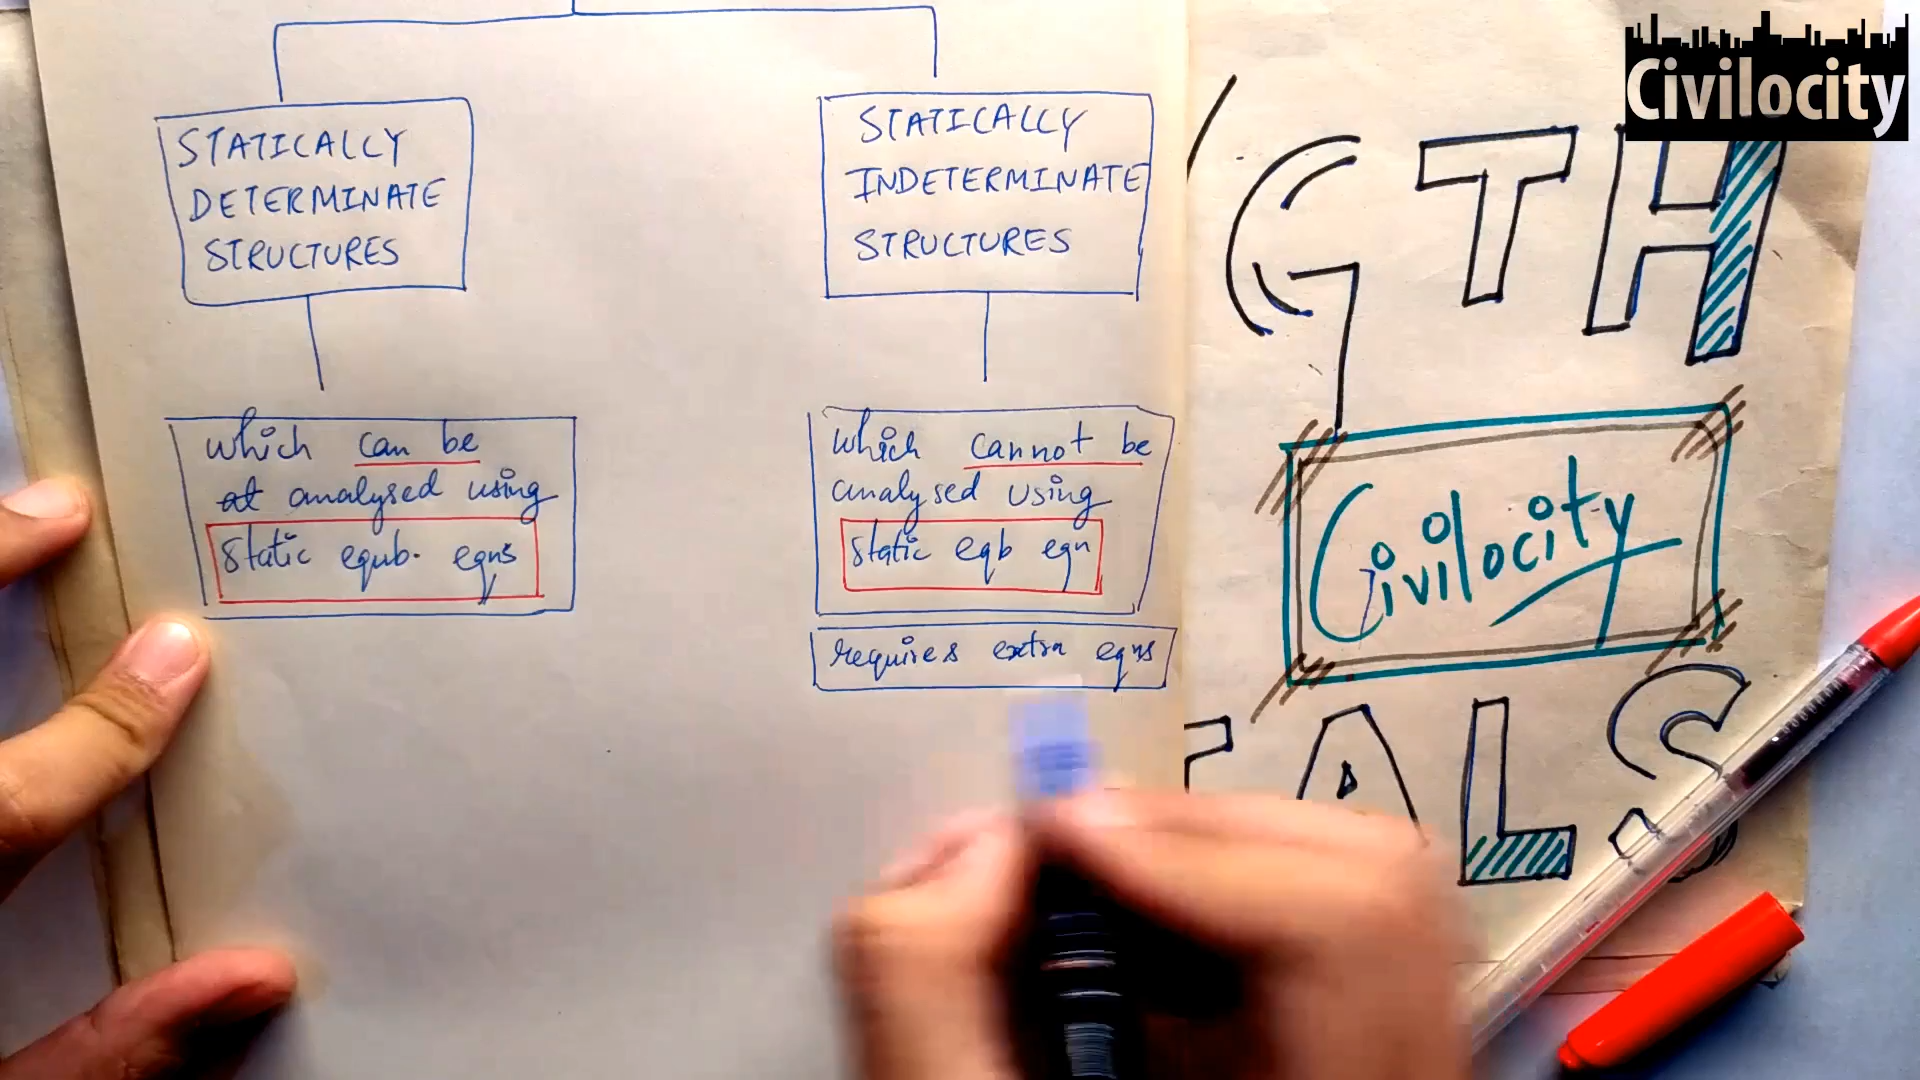 STATICALLY
DETERMINATE
STRUCTURES
which can be
at analysed using
static equb. eqns
STATICALLY
INDETERMINATE
STRUCTURES
which cannot be
analysed using
static eqb eqn
requires extra eqns
GTH
Civilocity
ALS
Civilocity